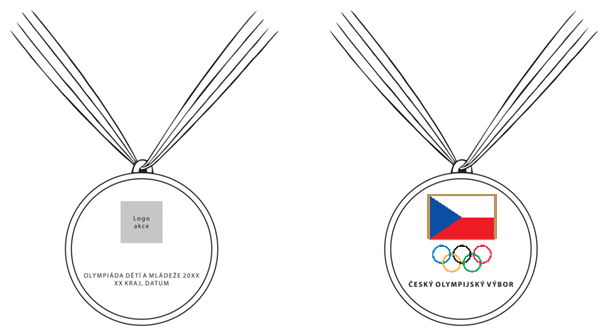 Logo
akce
OLYMPIÁDA DĚTÍ A MLÁDEŽE 20XX
XX KRAJ, DATUM
ČESKÝ OLYMPIJSKÝ VÝBOR